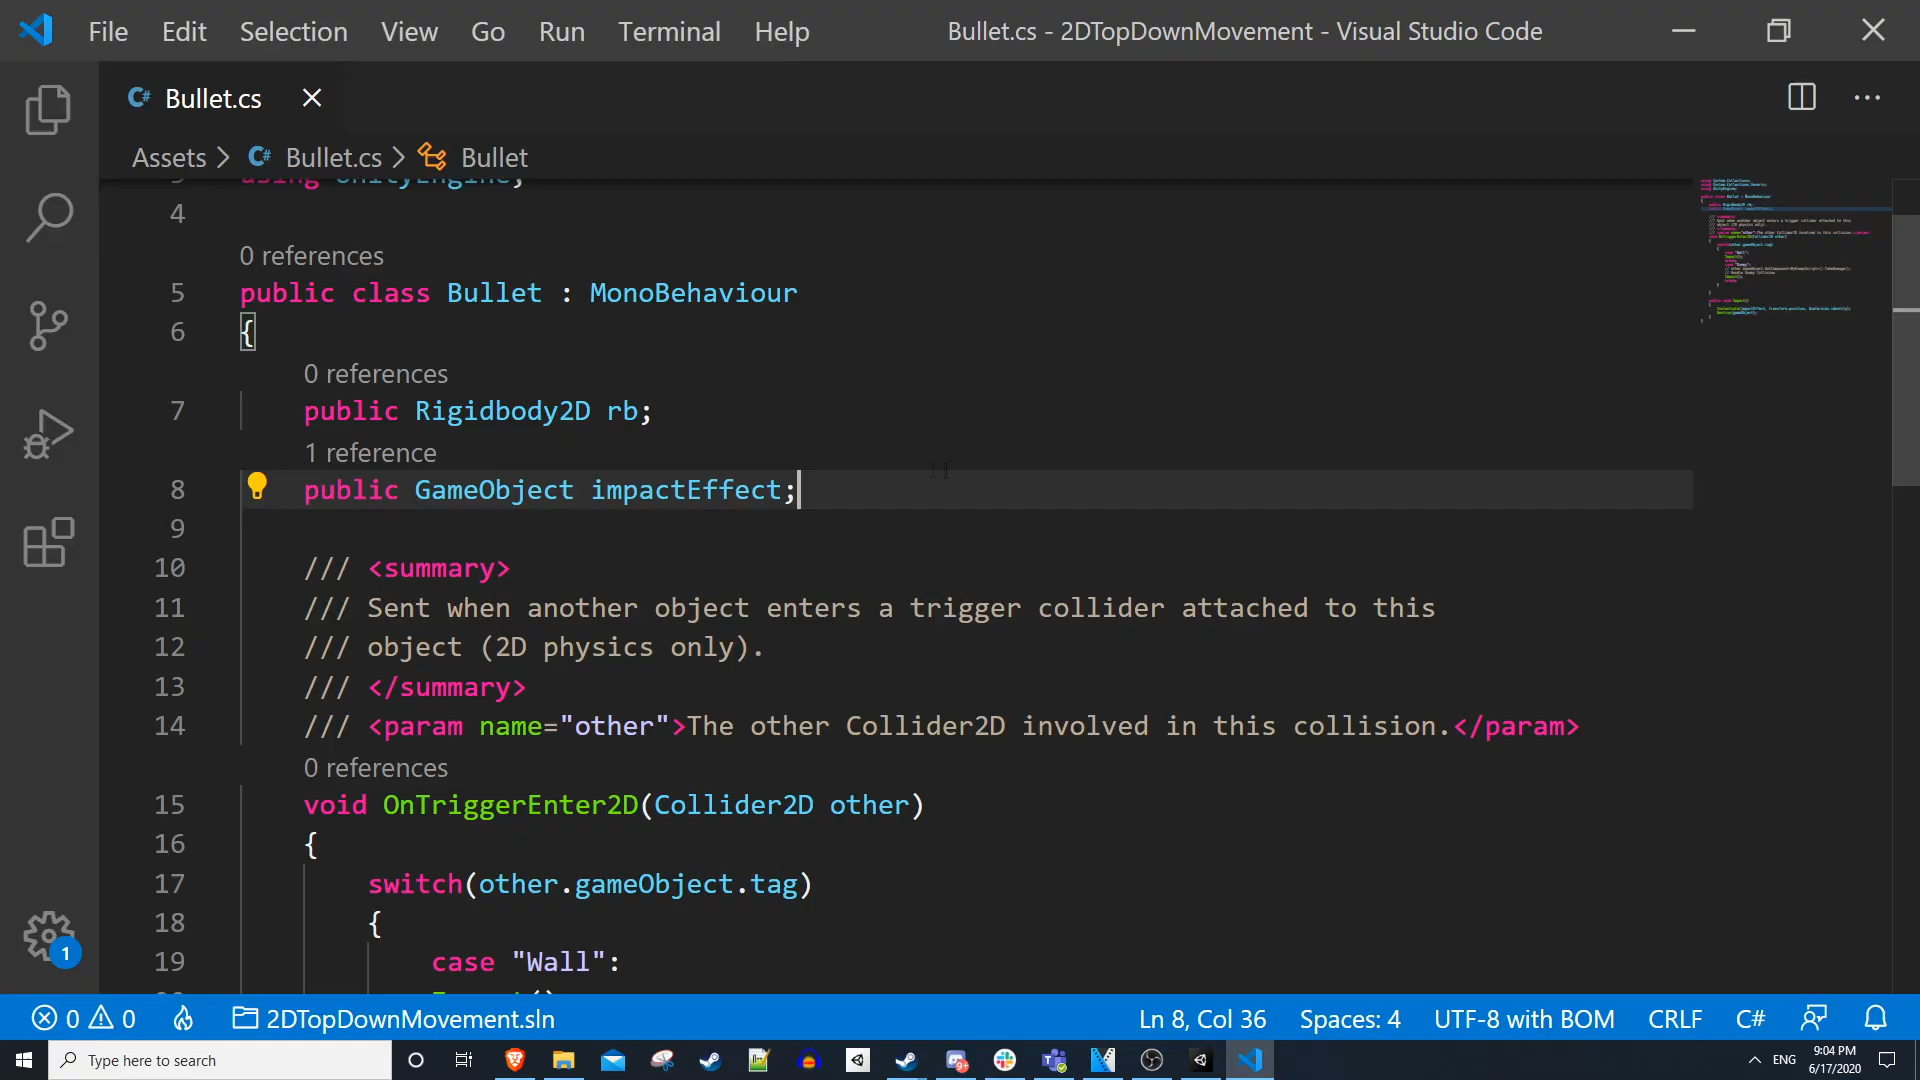 File Edit Selection View Go Run Terminal Help Bullet.cs - 2DTopDownMovement - Visual Studio Code
C# Bullet.cs
Assets > C# Bullet.cs > Bullet
using UnityEngine;
4
0 references
5 public class Bullet : MonoBehaviour
6 {
0 references
7 public Rigidbody2D rb;
1 reference
8 public GameObject impactEffect;
9
10 /// <summary>
11 /// Sent when another object enters a trigger collider attached to this
12 /// object (2D physics only).
13 /// </summary>
14 /// <param name="other">The other Collider2D involved in this collision.</param>
0 references
15 void OnTriggerEnter2D(Collider2D other)
16 {
17 switch(other.gameObject.tag)
18 {
19 case "Wall":
1
0 0 2DTopDownMovement.sln Ln 8, Col 36 Spaces: 4 UTF-8 with BOM CRLF C#
Type here to search 9+ ENG 9:04 PM
6/17/2020